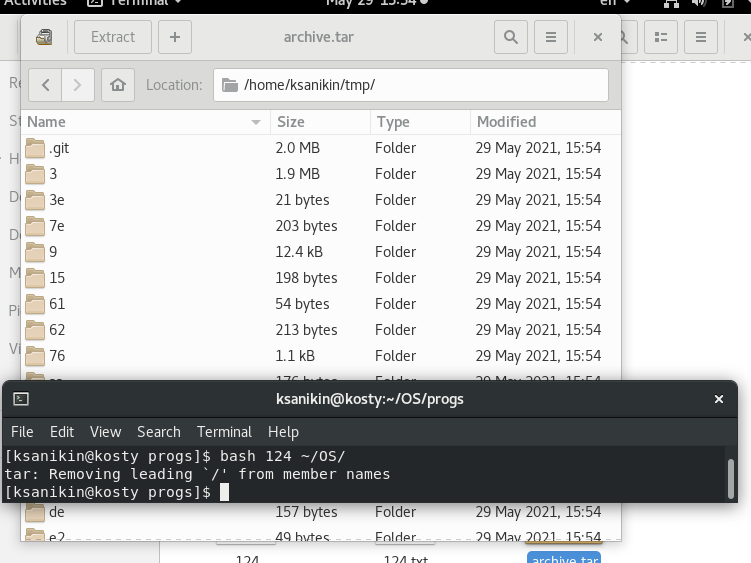 Activities Terminal May 29 15:54 en
Extract + archive.tar
Location: /home/ksanikin/tmp/
Name Size Type Modified
.git 2.0 MB Folder 29 May 2021, 15:54
3 1.9 MB Folder 29 May 2021, 15:54
3e 21 bytes Folder 29 May 2021, 15:54
7e 203 bytes Folder 29 May 2021, 15:54
9 12.4 kB Folder 29 May 2021, 15:54
15 198 bytes Folder 29 May 2021, 15:54
61 54 bytes Folder 29 May 2021, 15:54
62 213 bytes Folder 29 May 2021, 15:54
76 1.1 kB Folder 29 May 2021, 15:54
ksanikin@kosty:~/OS/progs
File Edit View Search Terminal Help
[ksanikin@kosty progs]$ bash 124 ~/OS/
tar: Removing leading `/' from member names
[ksanikin@kosty progs]$
de 157 bytes Folder 29 May 2021, 15:54
e2 49 bytes Folder 29 May 2021, 15:54
124 124.txt archive.tar